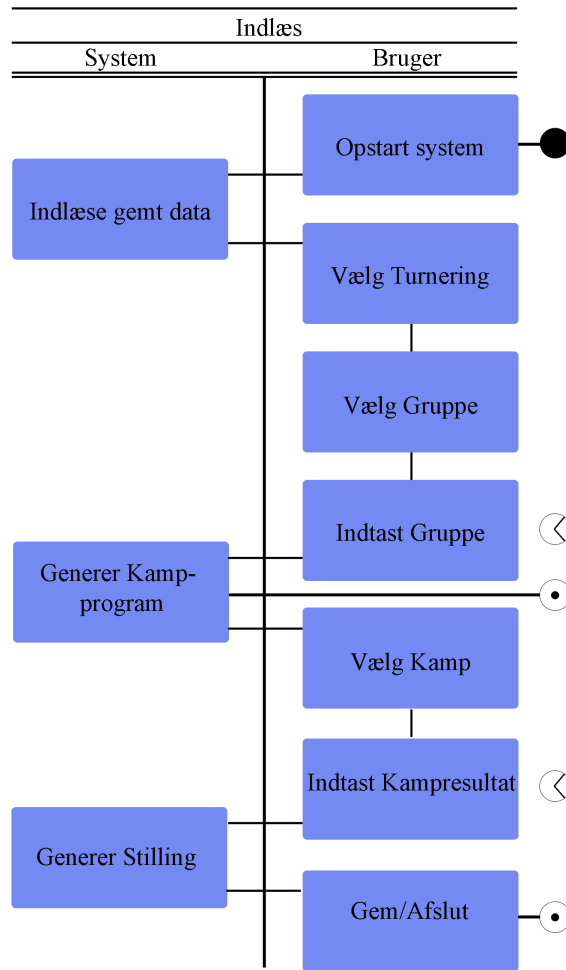 Indlæs
System
Bruger
Opstart system
Indlæse gemt data
Vælg Turnering
Vælg Gruppe
Indtast Gruppe
Generer Kamp-
program
Vælg Kamp
Indtast Kampresultat
Generer Stilling
Gem/Afslut